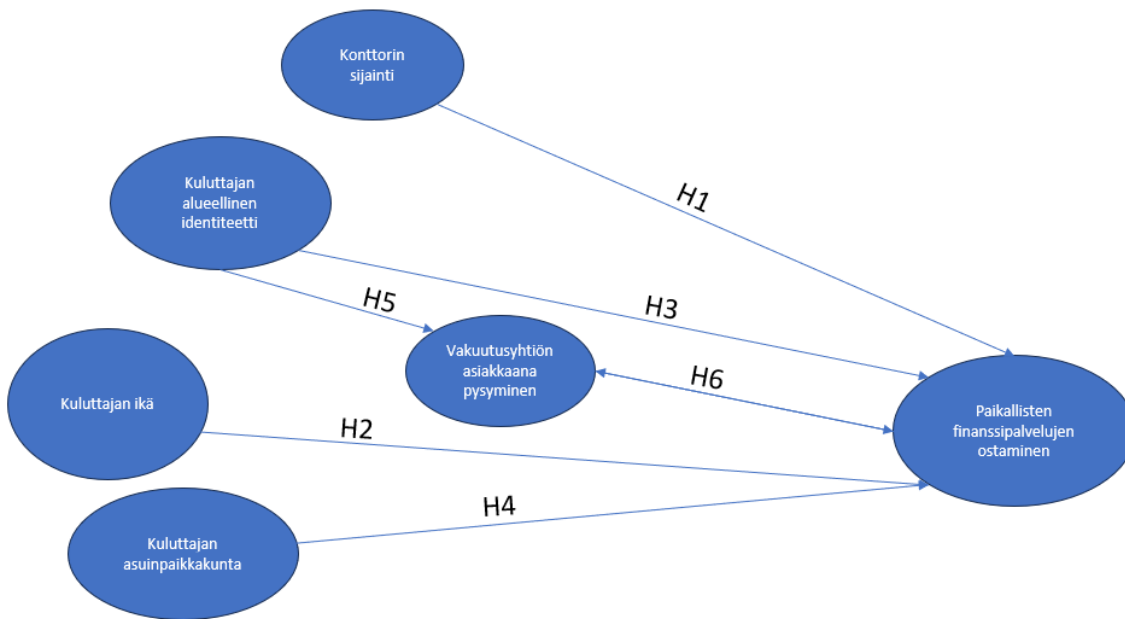 Konttorin
sijainti
H1
Kuluttajan
alueellinen
identiteetti
H5
H3
Vakuutusyhtiön
asiakkaana
pysyminen
H6
Kuluttajan ikä
H2
Paikallisten
finanssipalvelujen
ostaminen
H4
Kuluttajan
asuinpaikkakunta